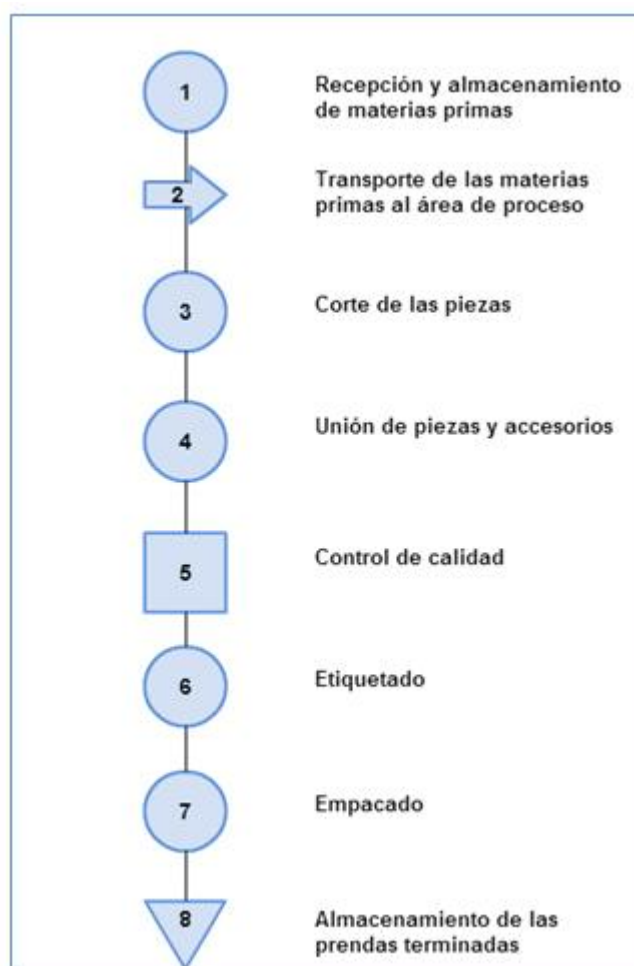 1
Recepción y almacenamiento
de materias primas
2
Transporte de las materias
primas al área de proceso
3
Corte de las piezas
4
Unión de piezas y accesorios
5
Control de calidad
6
Etiquetado
7
Empacado
8
Almacenamiento de las
prendas terminadas